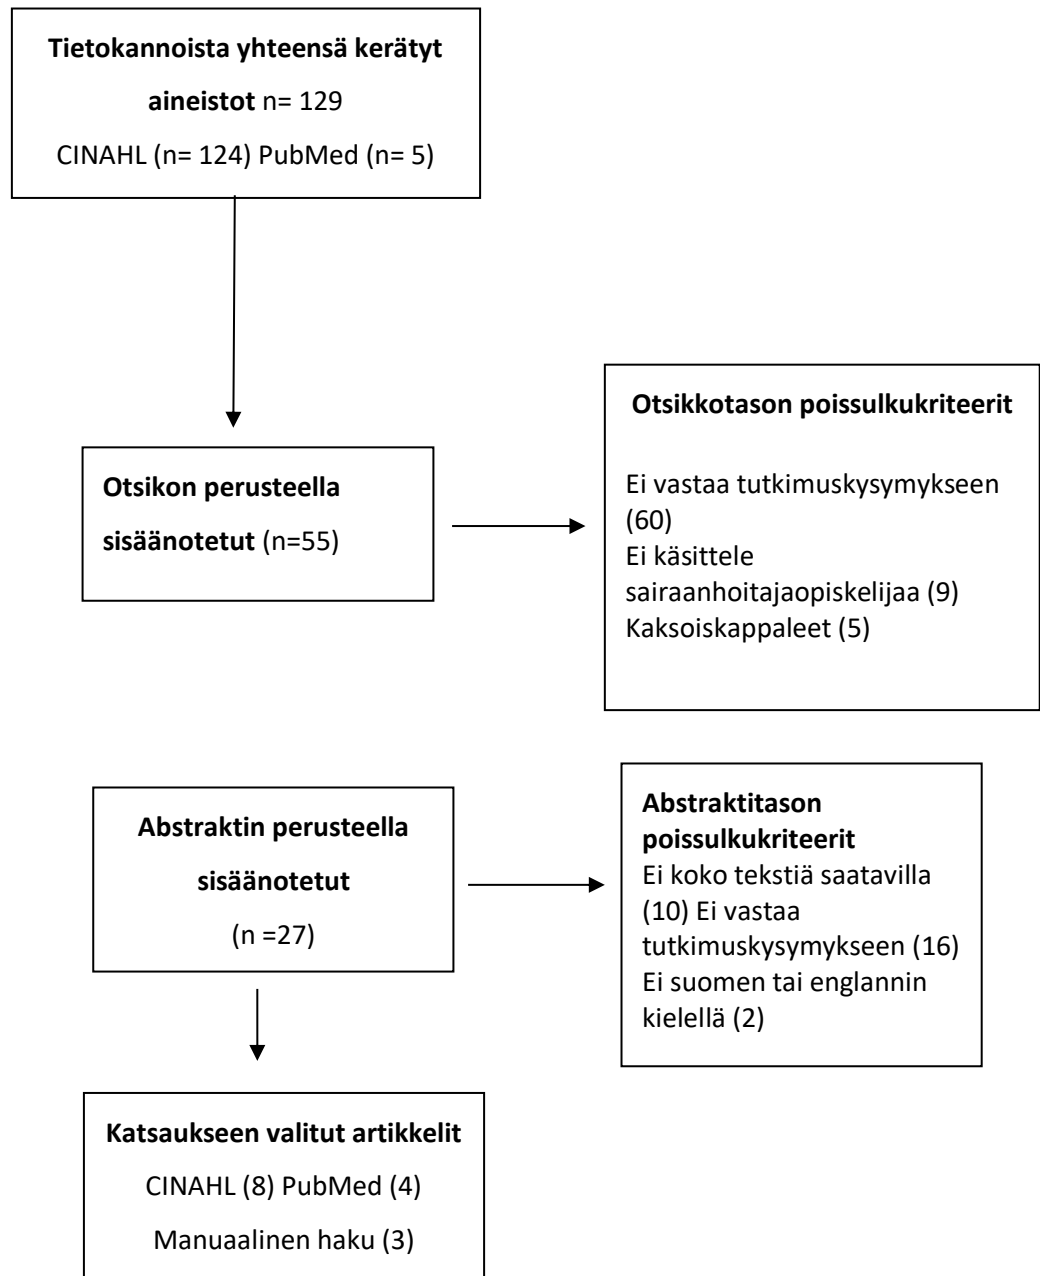 Tietokannoista yhteensä kerätyt
aineistot n= 129
CINAHL (n= 124) PubMed (n= 5)
Otsikon perusteella
sisäänotetut (n=55)
Otsikkotason poissulkukriteerit
Ei vastaa tutkimuskysymykseen
(60)
Ei käsittele
sairaanhoitajaopiskelijaa (9)
Kaksoiskappaleet (5)
Abstraktin perusteella
sisäänotetut
(n =27)
Abstraktitason
poissulkukriteerit
Ei koko tekstiä saatavilla
(10) Ei vastaa
tutkimuskysymykseen (16)
Ei suomen tai englannin
kielellä (2)
Katsaukseen valitut artikkelit
CINAHL (8) PubMed (4)
Manuaalinen haku (3)